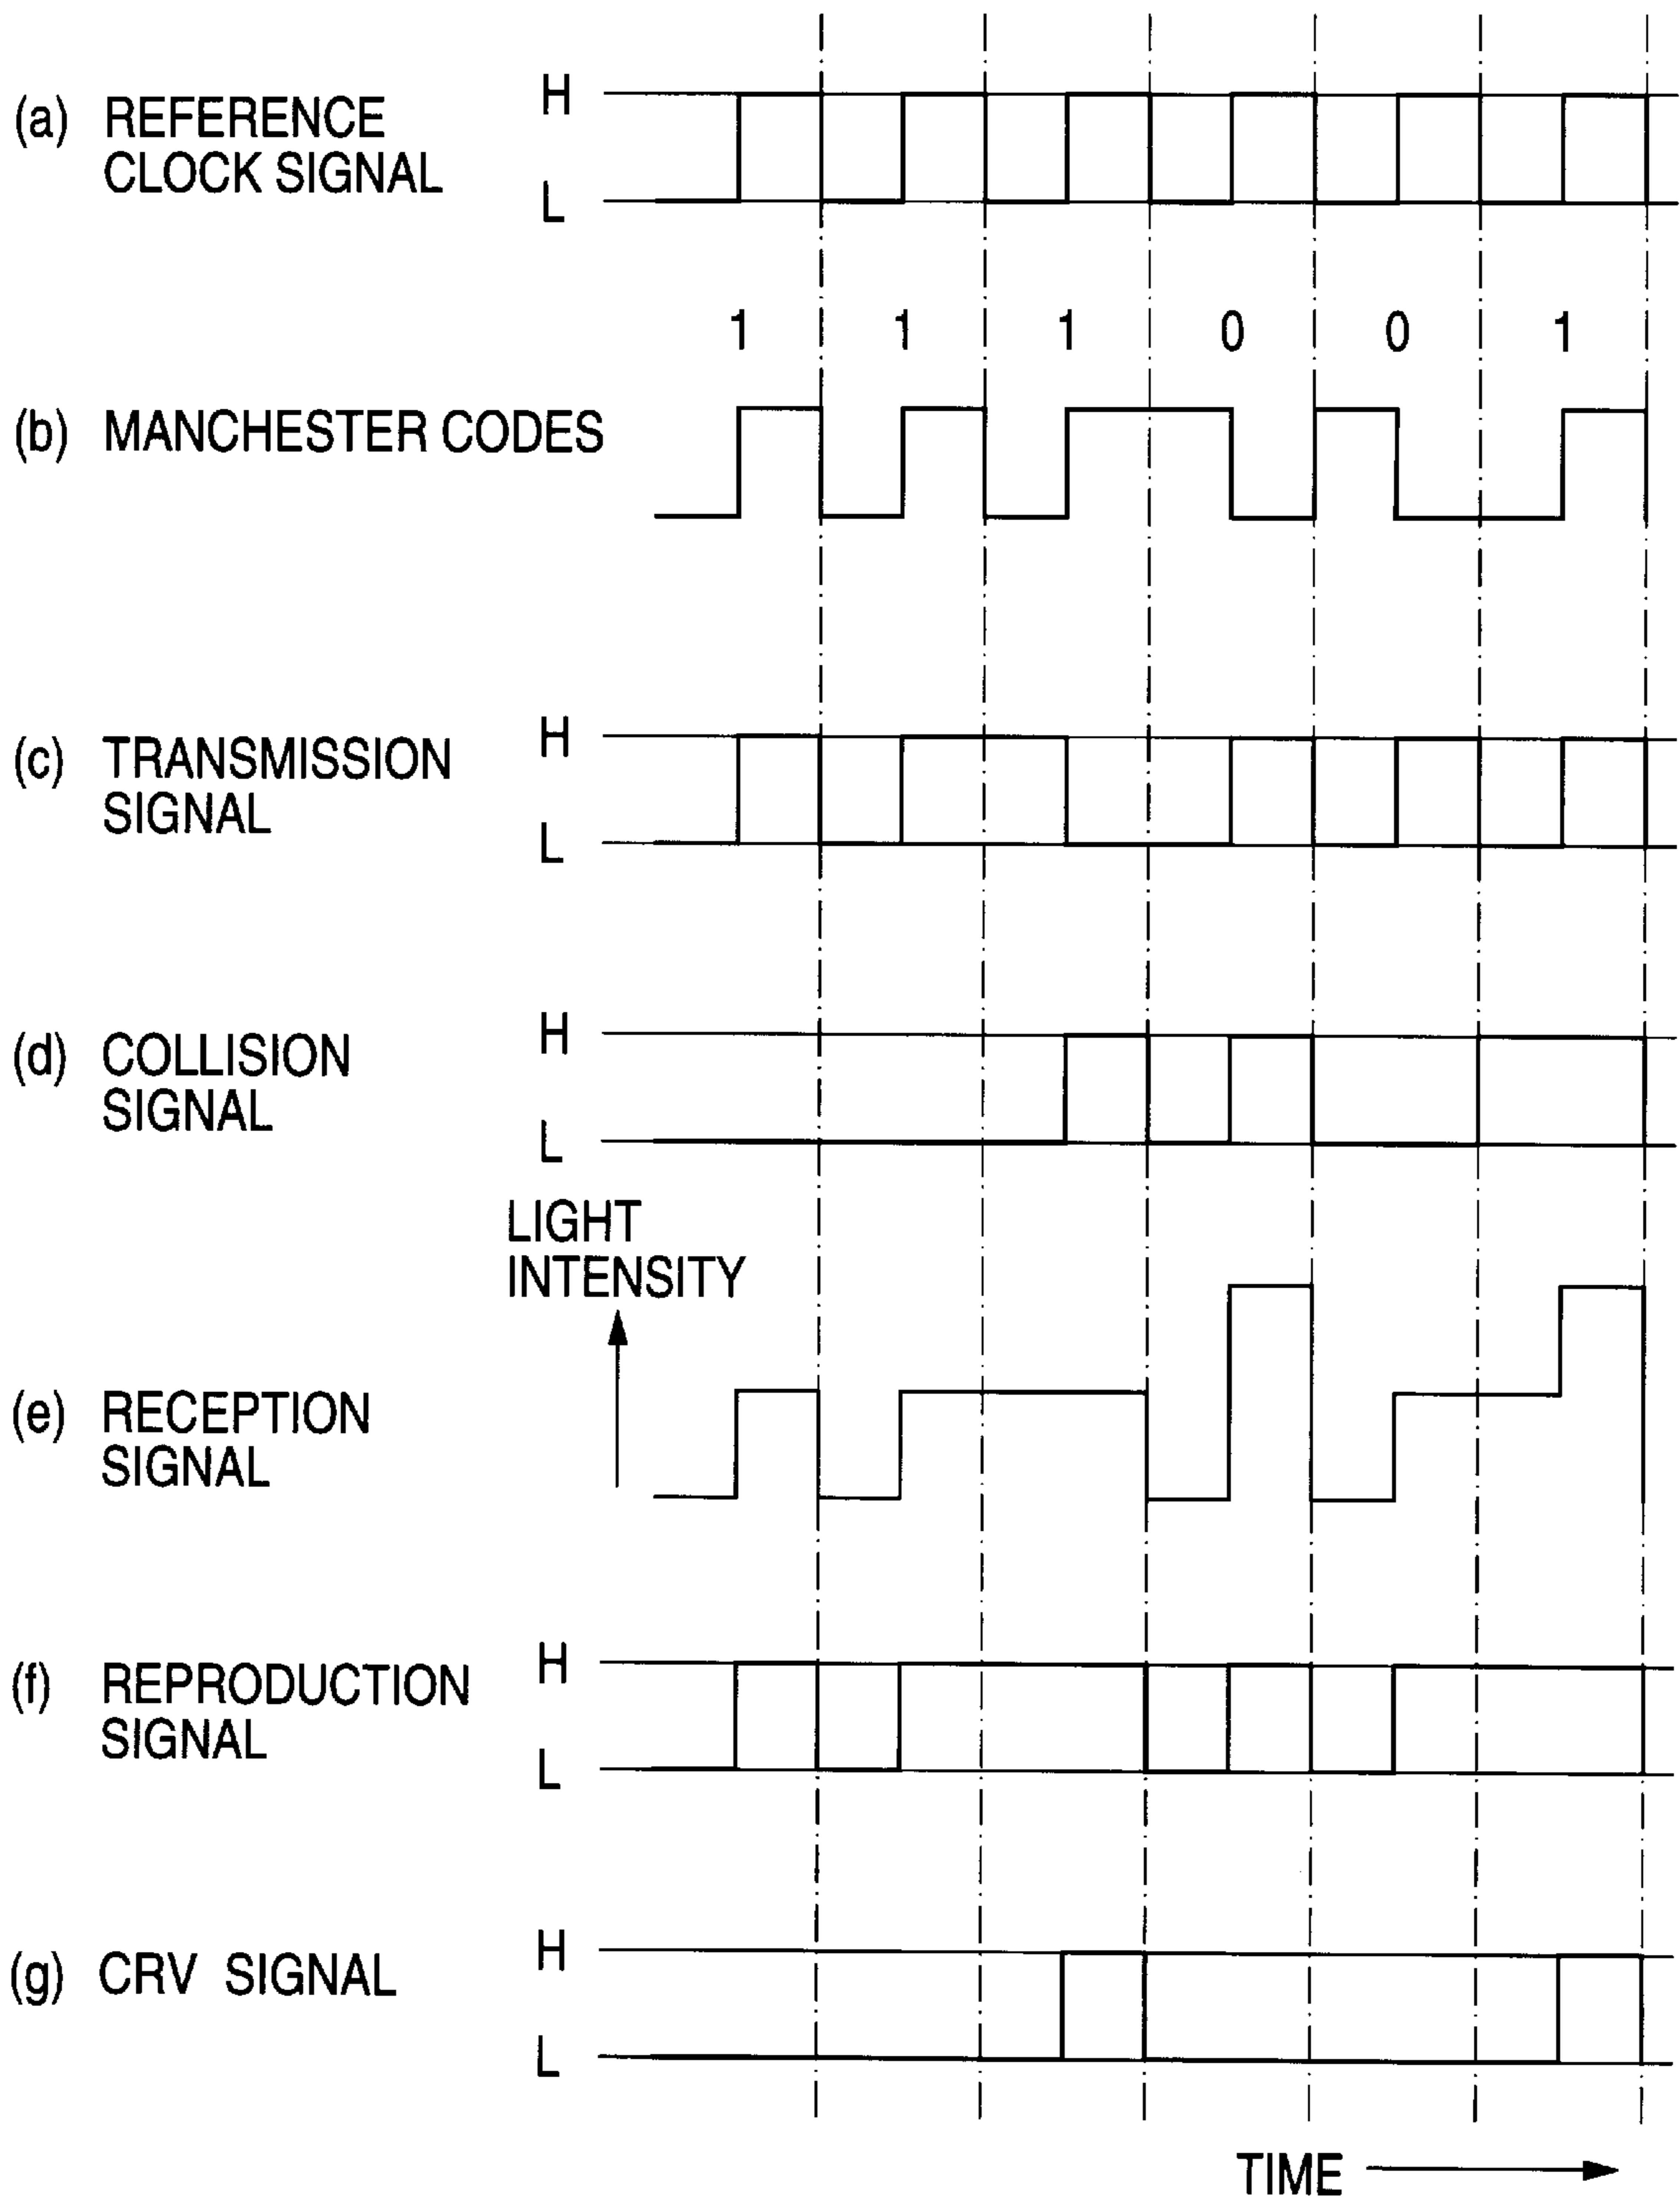 (a) REFERENCE
CLOCK SIGNAL
H
L
1 1 1 0 0 1
(b) MANCHESTER CODES
(c) TRANSMISSION
SIGNAL
H
L
(d) COLLISION
SIGNAL
H
L
LIGHT
INTENSITY
(e) RECEPTION
SIGNAL
(f) REPRODUCTION
SIGNAL
H
L
(g) CRV SIGNAL
H
L
TIME